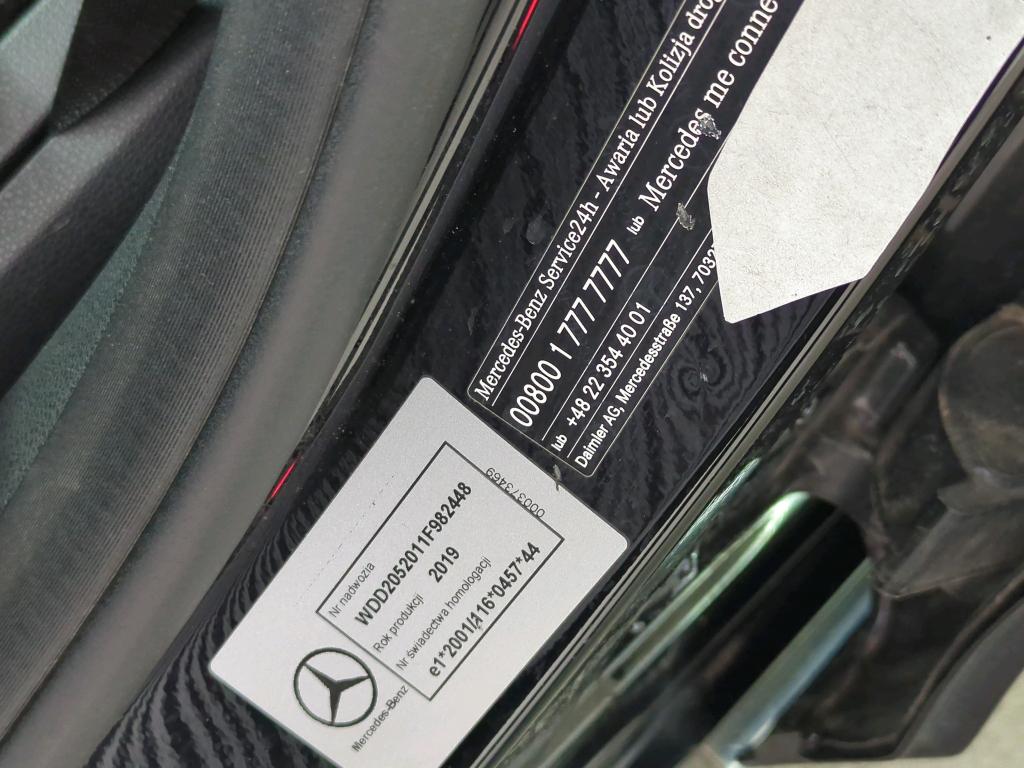 Mercedes-Benz Service24h - Awaria lub Kolizja
00800 1 777 7777 lub Mercedes me
lub +48 22 354 40 01
Daimler AG, Mercedesstraße 137,
Nr nadwozia
WDD2052011F982448
Rok produkcji 2019
Nr świadectwa homologacji
e1*2001/116*0457*44
000373469
Mercedes-Benz